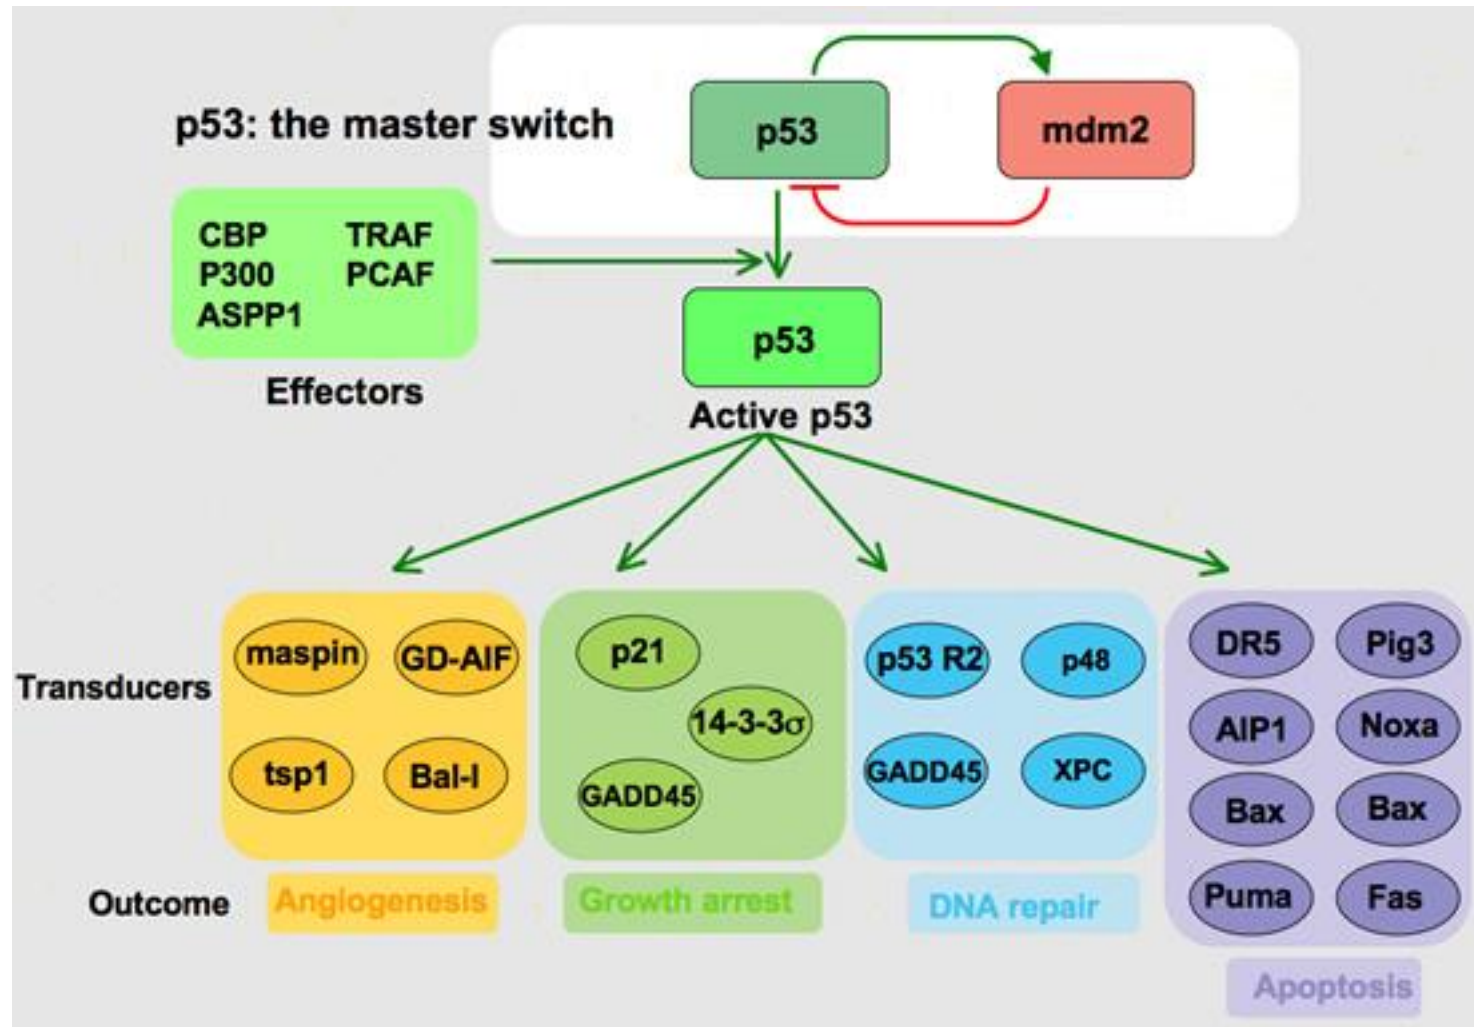 p53: the master switch
p53
mdm2
CBP TRAF
P300 PCAF
ASPP1
Effectors
p53
Active p53
Transducers
maspin GD-AIF
tsp1 Bal-I
p21
14-3-3σ
GADD45
p53 R2 p48
GADD45 XPC
DR5 Pig3
AIP1 Noxa
Bax Bax
Puma Fas
Outcome
Angiogenesis
Growth arrest
DNA repair
Apoptosis